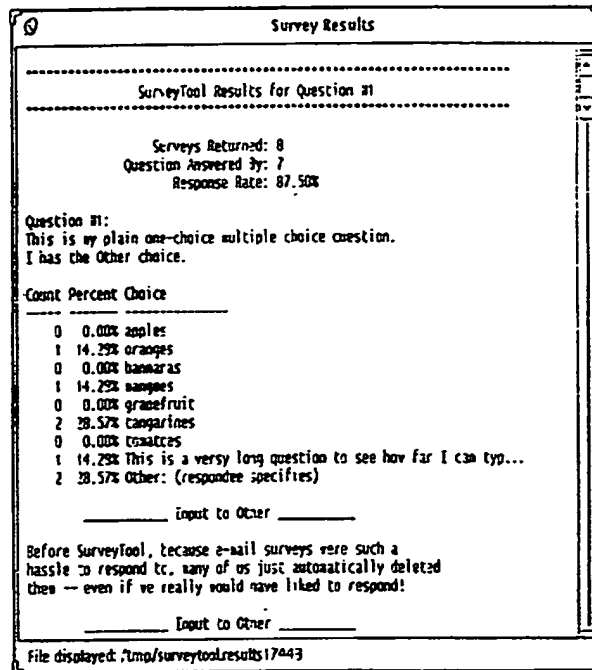 Survey Results
SurveyTool Results for Question #1
Surveys Returned: 8
Question Answered By: 7
Response Rate: 87.50%
Question #1:
This is my plain one-choice multiple choice question.
I has the Other choice.
Count Percent Choice
0 0.00% apples
1 14.29% oranges
0 0.00% bannanas
1 14.29% mangoes
0 0.00% grapefruit
2 28.57% tangarines
0 0.00% tomatoes
1 14.29% This is a versy long question to see how far I can typ...
2 28.57% Other: (respondee specifies)
Input to Other
Before SurveyTool, because e-mail surveys were such a
hassle to respond to, many of us just automatically deleted
them -- even if we really would have liked to respond!
Input to Other
File displayed: /tmp/surveytool.results17443